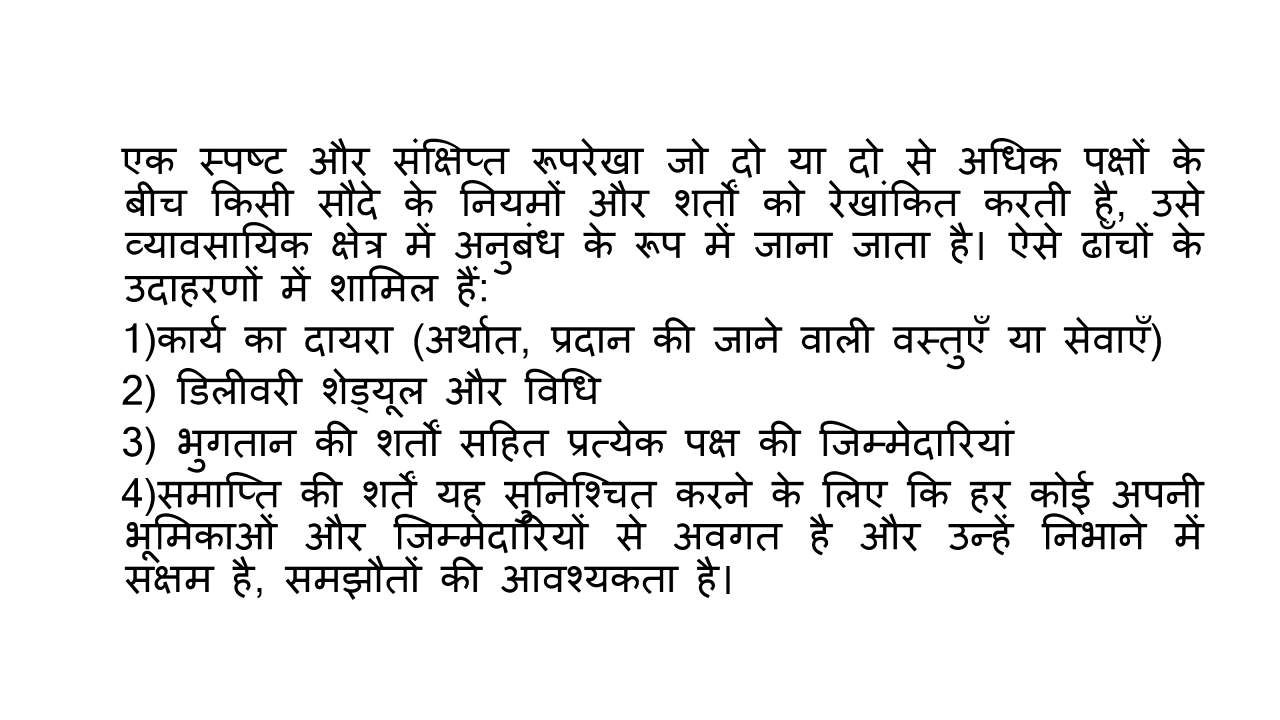 एक स्पष्ट और संक्षिप्त रूपरेखा जो दो या दो से अधिक पक्षों के
बीच किसी सौदे के नियमों और शर्तों को रेखांकित करती है, उसे
व्यावसायिक क्षेत्र में अनुबंध के रूप में जाना जाता है। ऐसे ढाँचों के
उदाहरणों में शामिल हैं:
1)कार्य का दायरा (अर्थात, प्रदान की जाने वाली वस्तुएँ या सेवाएँ)
2) डिलीवरी शेड्यूल और विधि
3) भुगतान की शर्तों सहित प्रत्येक पक्ष की जिम्मेदारियां
4)समाप्ति की शर्तें यह सुनिश्चित करने के लिए कि हर कोई अपनी
भूमिकाओं और जिम्मेदारियों से अवगत है और उन्हें निभाने में
सक्षम है, समझौतों की आवश्यकता है।